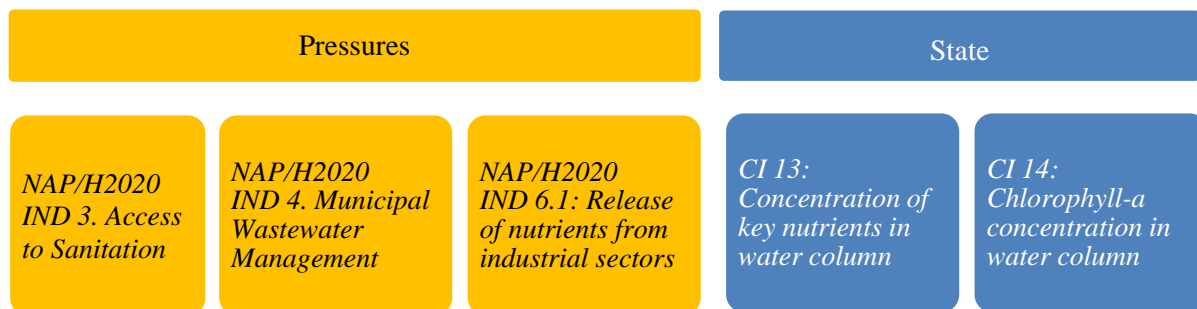 Pressures
State
NAP/H2020
IND 3. Access
to Sanitation
NAP/H2020
IND 4. Municipal
Wastewater
Management
NAP/H2020
IND 6.1: Release
of nutrients from
industrial sectors
CI 13:
Concentration of
key nutrients in
water column
CI 14:
Chlorophyll-a
concentration in
water column